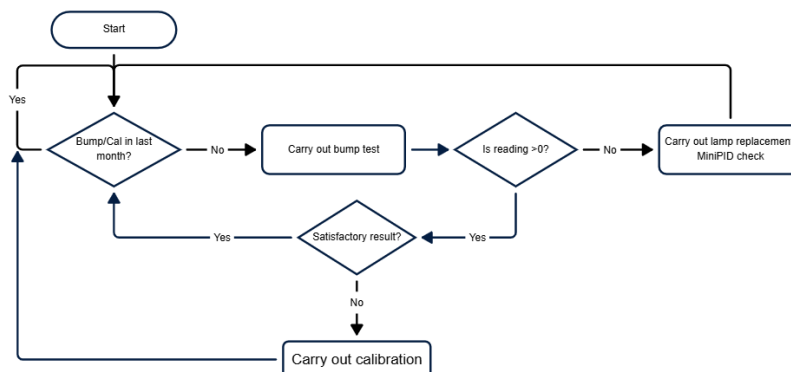 Start
Yes
Bump/Cal in last
month?
No
Carry out bump test
Is reading >0?
No
Carry out lamp replacement
MiniPID check
Yes
Satisfactory result?
Yes
No
Carry out calibration